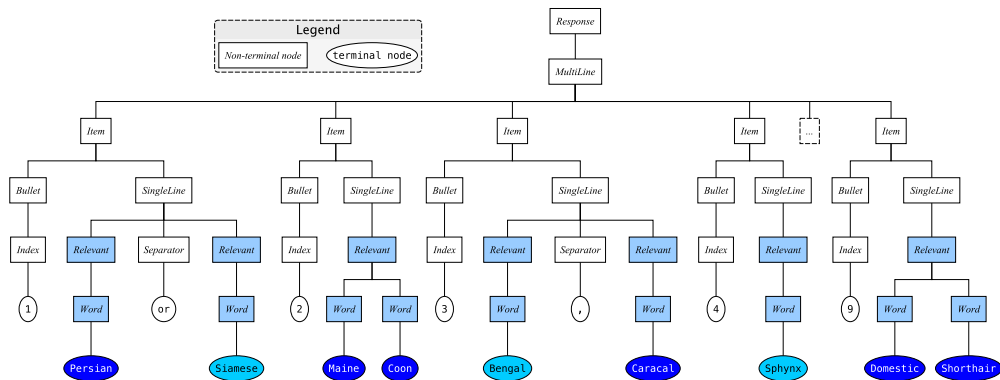 Response
Legend
Non-terminal node terminal node
MultiLine
Item Item Item Item ... Item
Bullet SingleLine Bullet SingleLine Bullet SingleLine Bullet SingleLine Bullet SingleLine
Index Relevant Separator Relevant Index Relevant Index Relevant Separator Relevant Index Relevant Index Relevant
1 Word or Word 2 Word Word 3 Word , Word 4 Word 9 Word Word
Persian Siamese Maine Coon Bengal Caracal Sphynx Domestic Shorthair